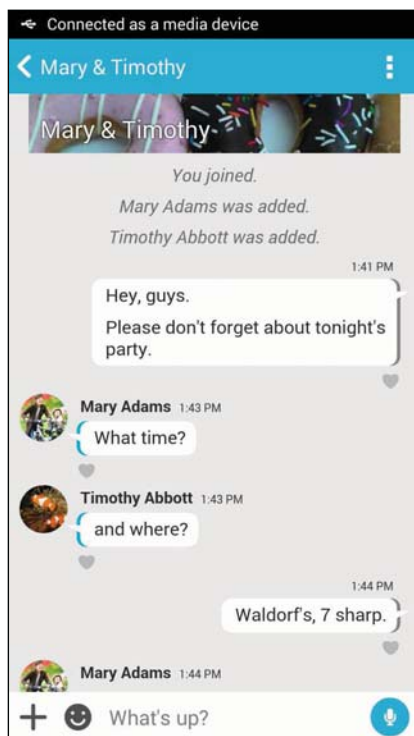 Connected as a media device
Mary & Timothy
Mary & Timothy
You joined.
Mary Adams was added.
Timothy Abbott was added.
1:41 PM
Hey, guys.
Please don't forget about tonight's
party.
Mary Adams 1:43 PM
What time?
Timothy Abbott 1:43 PM
and where?
1:44 PM
Waldorf's, 7 sharp.
Mary Adams 1:44 PM
What's up?